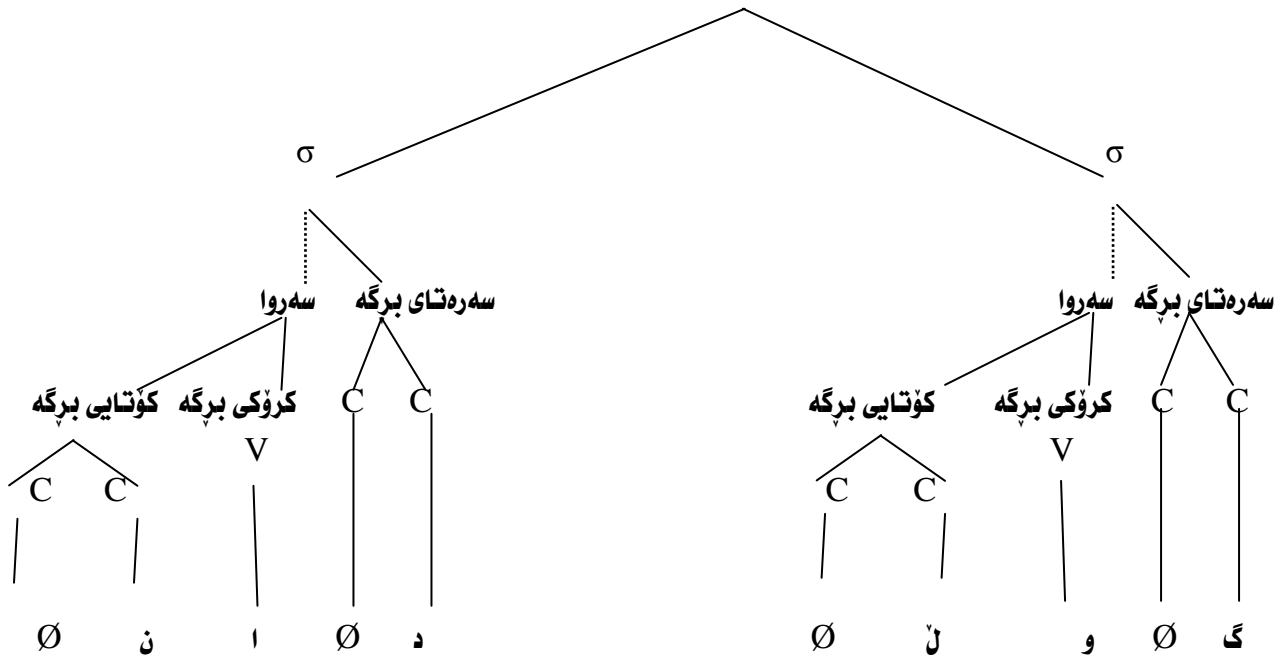 σ σ
سەرەتای بڕگە سەروا سەرەتای بڕگە سەروا
C C کرۆکی بڕگە کۆتایی بڕگە C C کرۆکی بڕگە کۆتایی بڕگە
V V
C C C C
گ Ø و ڵ Ø د Ø ا ن Ø